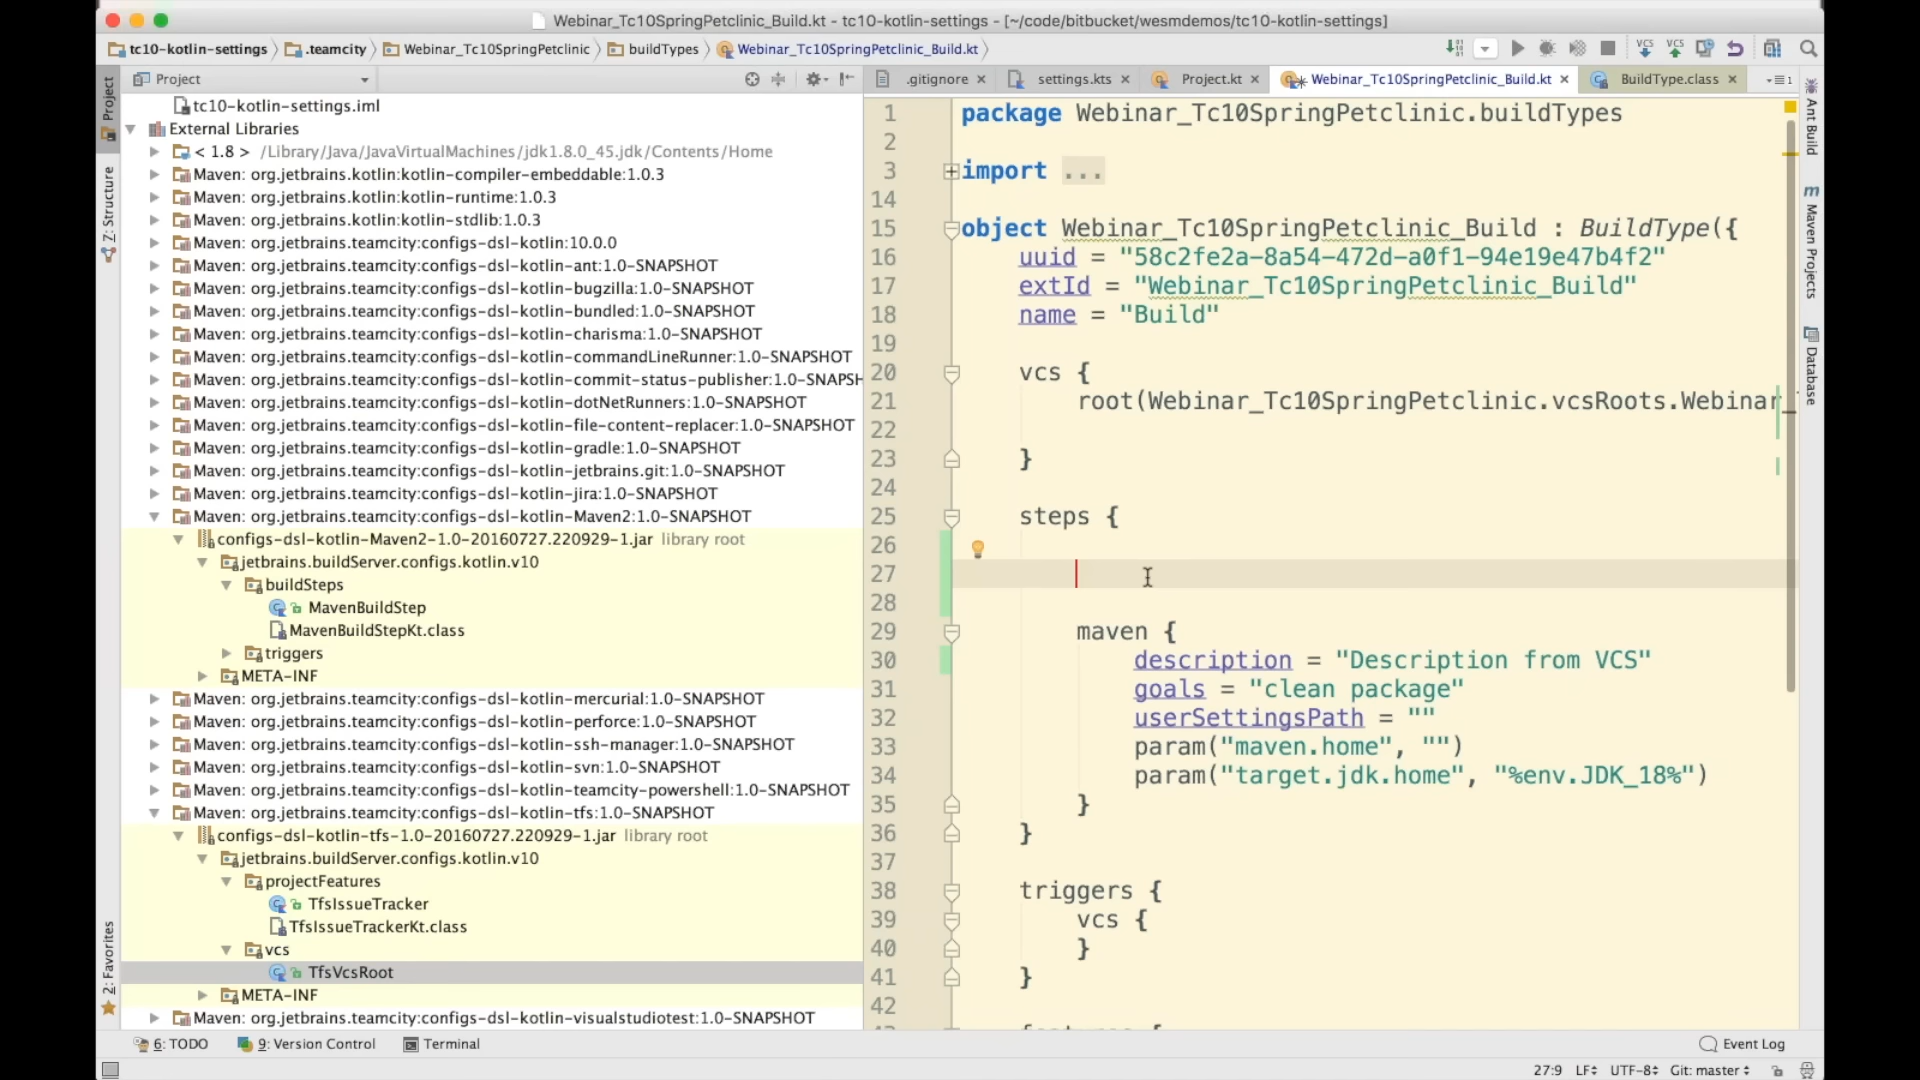 Webinar_Tc10SpringPetclinic_Build.kt - tc10-kotlin-settings - [~/code/bitbucket/wesmdemos/tc10-kotlin-settings]
tc10-kotlin-settings .teamcity Webinar_Tc10SpringPetclinic buildTypes Webinar_Tc10SpringPetclinic_Build.kt
Project
.gitignore settings.kts Project.kt Webinar_Tc10SpringPetclinic_Build.kt BuildType.class
Project
Z: Structure
2: Favorites
tc10-kotlin-settings.iml
External Libraries
< 1.8 > /Library/Java/JavaVirtualMachines/jdk1.8.0_45.jdk/Contents/Home
Maven: org.jetbrains.kotlin:kotlin-compiler-embeddable:1.0.3
Maven: org.jetbrains.kotlin:kotlin-runtime:1.0.3
Maven: org.jetbrains.kotlin:kotlin-stdlib:1.0.3
Maven: org.jetbrains.teamcity:configs-dsl-kotlin:10.0.0
Maven: org.jetbrains.teamcity:configs-dsl-kotlin-ant:1.0-SNAPSHOT
Maven: org.jetbrains.teamcity:configs-dsl-kotlin-bugzilla:1.0-SNAPSHOT
Maven: org.jetbrains.teamcity:configs-dsl-kotlin-bundled:1.0-SNAPSHOT
Maven: org.jetbrains.teamcity:configs-dsl-kotlin-charisma:1.0-SNAPSHOT
Maven: org.jetbrains.teamcity:configs-dsl-kotlin-commandLineRunner:1.0-SNAPSHOT
Maven: org.jetbrains.teamcity:configs-dsl-kotlin-commit-status-publisher:1.0-SNAPSH
Maven: org.jetbrains.teamcity:configs-dsl-kotlin-dotNetRunners:1.0-SNAPSHOT
Maven: org.jetbrains.teamcity:configs-dsl-kotlin-file-content-replacer:1.0-SNAPSHOT
Maven: org.jetbrains.teamcity:configs-dsl-kotlin-gradle:1.0-SNAPSHOT
Maven: org.jetbrains.teamcity:configs-dsl-kotlin-jetbrains.git:1.0-SNAPSHOT
Maven: org.jetbrains.teamcity:configs-dsl-kotlin-jira:1.0-SNAPSHOT
Maven: org.jetbrains.teamcity:configs-dsl-kotlin-Maven2:1.0-SNAPSHOT
configs-dsl-kotlin-Maven2-1.0-20160727.220929-1.jar library root
jetbrains.buildServer.configs.kotlin.v10
buildSteps
MavenBuildStep
MavenBuildStepKt.class
triggers
META-INF
Maven: org.jetbrains.teamcity:configs-dsl-kotlin-mercurial:1.0-SNAPSHOT
Maven: org.jetbrains.teamcity:configs-dsl-kotlin-perforce:1.0-SNAPSHOT
Maven: org.jetbrains.teamcity:configs-dsl-kotlin-ssh-manager:1.0-SNAPSHOT
Maven: org.jetbrains.teamcity:configs-dsl-kotlin-svn:1.0-SNAPSHOT
Maven: org.jetbrains.teamcity:configs-dsl-kotlin-teamcity-powershell:1.0-SNAPSHOT
Maven: org.jetbrains.teamcity:configs-dsl-kotlin-tfs:1.0-SNAPSHOT
configs-dsl-kotlin-tfs-1.0-20160727.220929-1.jar library root
jetbrains.buildServer.configs.kotlin.v10
projectFeatures
TfsIssueTracker
TfsIssueTrackerKt.class
vcs
TfsVcsRoot
META-INF
Maven: org.jetbrains.teamcity:configs-dsl-kotlin-visualstudiotest:1.0-SNAPSHOT
1 package Webinar_Tc10SpringPetclinic.buildTypes
2
3 import ...
14
15 object Webinar_Tc10SpringPetclinic_Build : BuildType({
16 uuid = "58c2fe2a-8a54-472d-a0f1-94e19e47b4f2"
17 extId = "Webinar_Tc10SpringPetclinic_Build"
18 name = "Build"
19
20 vcs {
21 root(Webinar_Tc10SpringPetclinic.vcsRoots.Webinar_
22
23 }
24
25 steps {
26
27
28
29 maven {
30 description = "Description from VCS"
31 goals = "clean package"
32 userSettingsPath = ""
33 param("maven.home", "")
34 param("target.jdk.home", "%env.JDK_18%")
35 }
36 }
37
38 triggers {
39 vcs {
40 }
41 }
42
Ant Build
Maven Projects
Database
6: TODO 9: Version Control Terminal Event Log
27:9 LF UTF-8 Git: master